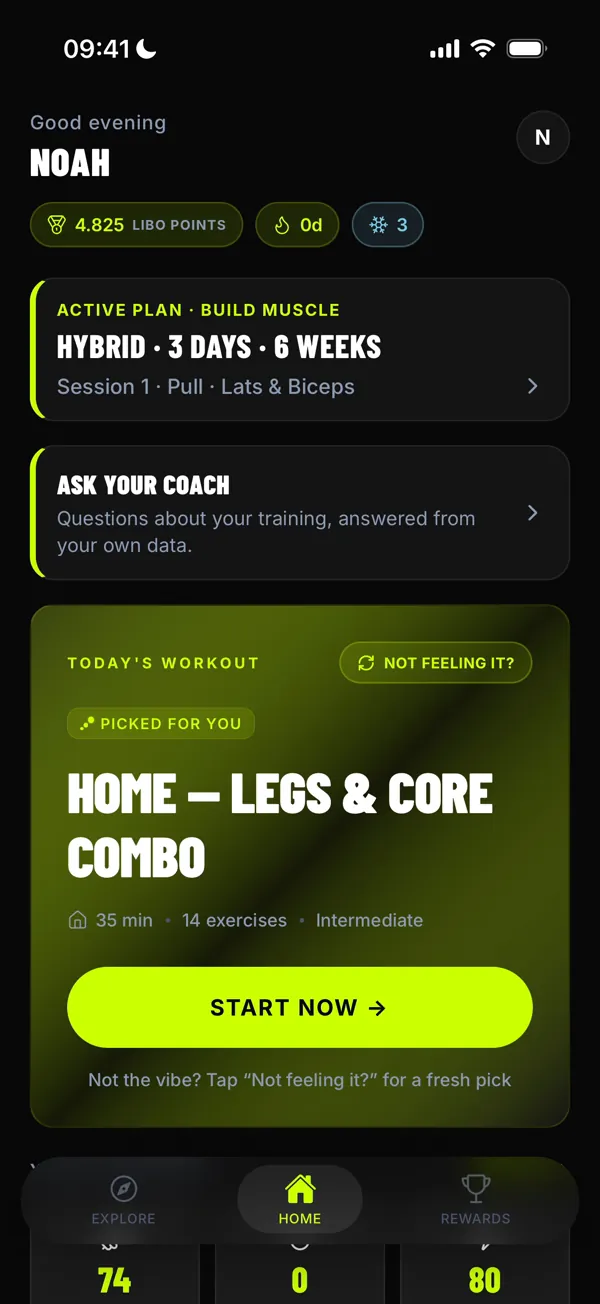 09:41
Good evening
NOAH
N
4.825 LIBO POINTS
0d
3
ACTIVE PLAN · BUILD MUSCLE
HYBRID · 3 DAYS · 6 WEEKS
Session 1 · Pull · Lats & Biceps
ASK YOUR COACH
Questions about your training, answered from
your own data.
TODAY'S WORKOUT
NOT FEELING IT?
PICKED FOR YOU
HOME — LEGS & CORE
COMBO
35 min • 14 exercises • Intermediate
START NOW →
Not the vibe? Tap “Not feeling it?” for a fresh pick
EXPLORE
HOME
REWARDS
74
0
80